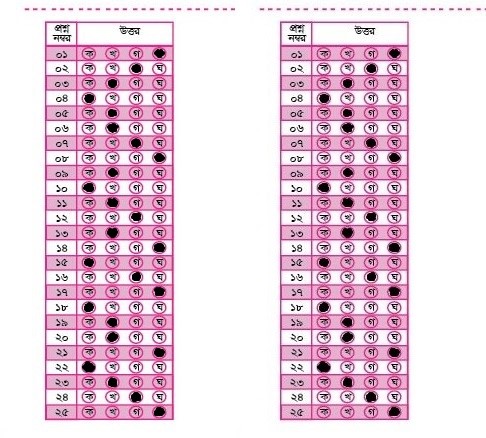 প্রশ্ন নম্বর উত্তর
০১ ক খ গ
০২ ক খ ঘ
০৩ ক গ ঘ
০৪ খ গ ঘ
০৫ ক গ ঘ
০৬ ক গ ঘ
০৭ ক খ ঘ
০৮ ক খ গ
০৯ ক গ ঘ
১০ খ গ ঘ
১১ ক গ ঘ
১২ ক খ ঘ
১৩ ক গ ঘ
১৪ ক খ গ
১৫ খ গ ঘ
১৬ ক খ ঘ
১৭ ক খ গ
১৮ খ গ ঘ
১৯ ক গ ঘ
২০ ক গ ঘ
২১ ক খ গ
২২ খ গ ঘ
২৩ ক গ ঘ
২৪ ক খ ঘ
২৫ ক খ গ
প্রশ্ন নম্বর উত্তর
০১ ক খ গ
০২ ক খ ঘ
০৩ ক গ ঘ
০৪ খ গ ঘ
০৫ ক গ ঘ
০৬ ক গ ঘ
০৭ ক খ ঘ
০৮ ক খ গ
০৯ ক গ ঘ
১০ খ গ ঘ
১১ ক গ ঘ
১২ ক খ ঘ
১৩ ক গ ঘ
১৪ ক খ গ
১৫ খ গ ঘ
১৬ ক খ ঘ
১৭ ক খ গ
১৮ খ গ ঘ
১৯ ক গ ঘ
২০ ক গ ঘ
২১ ক খ গ
২২ খ গ ঘ
২৩ ক গ ঘ
২৪ ক খ ঘ
২৫ ক খ গ